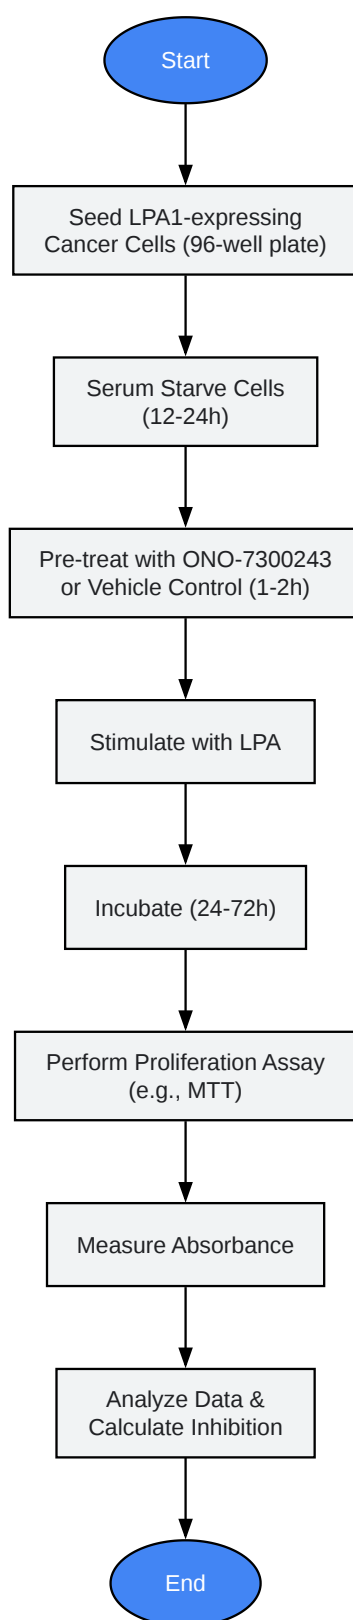 Start
Seed LPA1-expressing
Cancer Cells (96-well plate)
Serum Starve Cells
(12-24h)
Pre-treat with ONO-7300243
or Vehicle Control (1-2h)
Stimulate with LPA
Incubate (24-72h)
Perform Proliferation Assay
(e.g., MTT)
Measure Absorbance
Analyze Data &
Calculate Inhibition
End